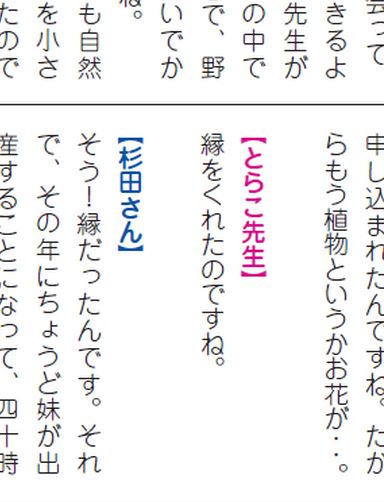 会って
きるよ
先生が
の中で
で、野
いでか
ね。
も自然
を小さ
たので
申し込まれたんですね。たか
らもう植物というかお花が‥。
【とらこ先生】
縁をくれたのですね。
【杉田さん】
そう！縁だったんです。それ
で、その年にちょうど妹が出
産することになって、四十時